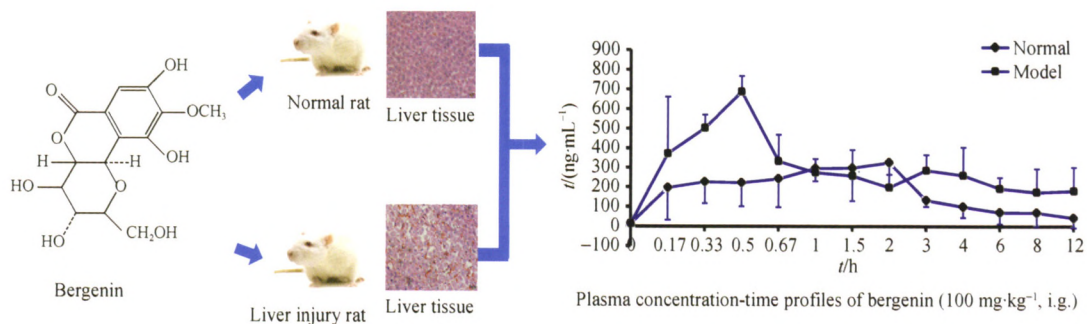 OH
O
OCH3
O
OH
H
H
HO
O
HO
CH2OH
Bergenin
Normal rat
Liver tissue
Liver injury rat
Liver tissue
Normal
Model
t/(ng·mL⁻¹)
900
800
700
600
500
400
300
200
100
0
−100
0 0.17 0.33 0.5 0.67 1 1.5 2 3 4 6 8 12
t/h
Plasma concentration-time profiles of bergenin (100 mg·kg⁻¹, i.g.)